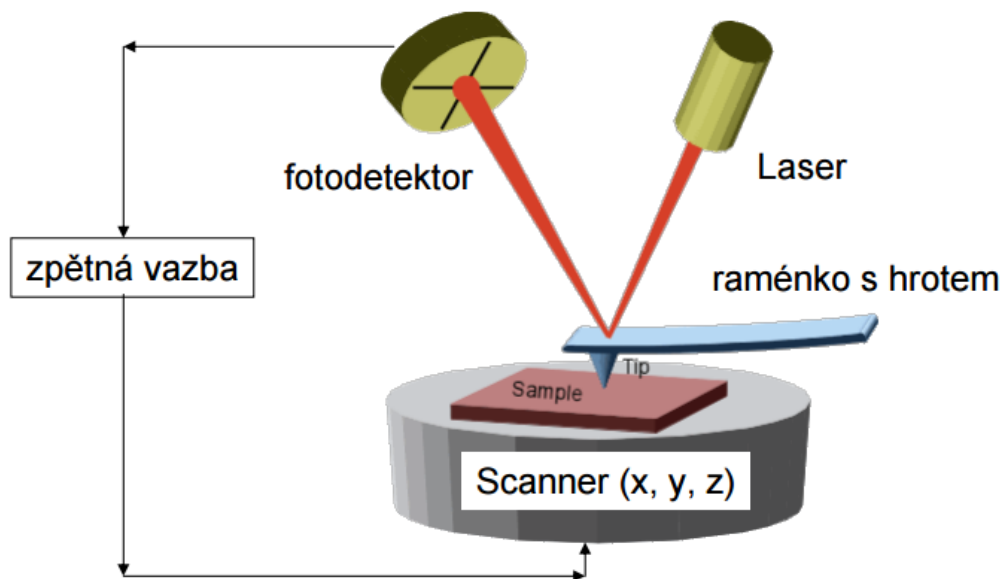 fotodetektor
Laser
zpětná vazba
raménko s hrotem
Tip
Sample
Scanner (x, y, z)